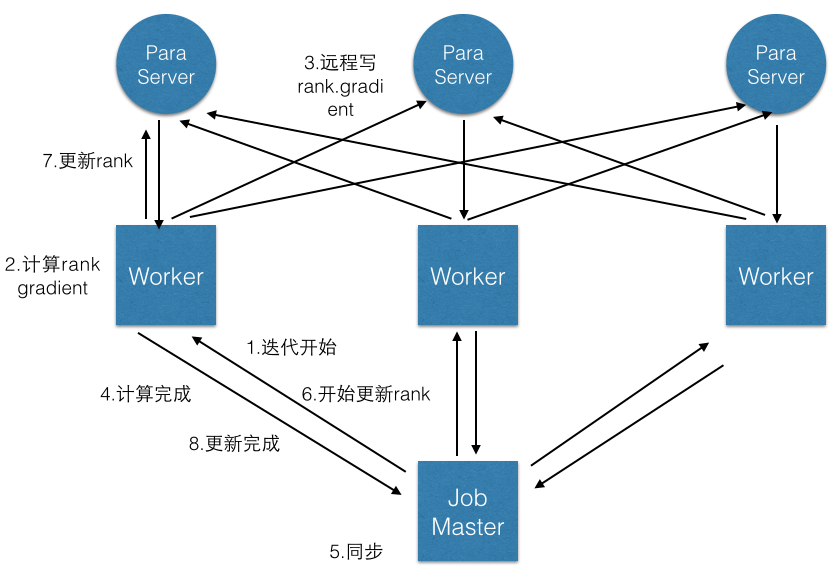 Para
Server
Para
Server
Para
Server
3.远程写
rank.gradi
ent
7.更新rank
2.计算rank
gradient
Worker
Worker
Worker
1.迭代开始
4.计算完成
6.开始更新rank
8.更新完成
Job
Master
5.同步